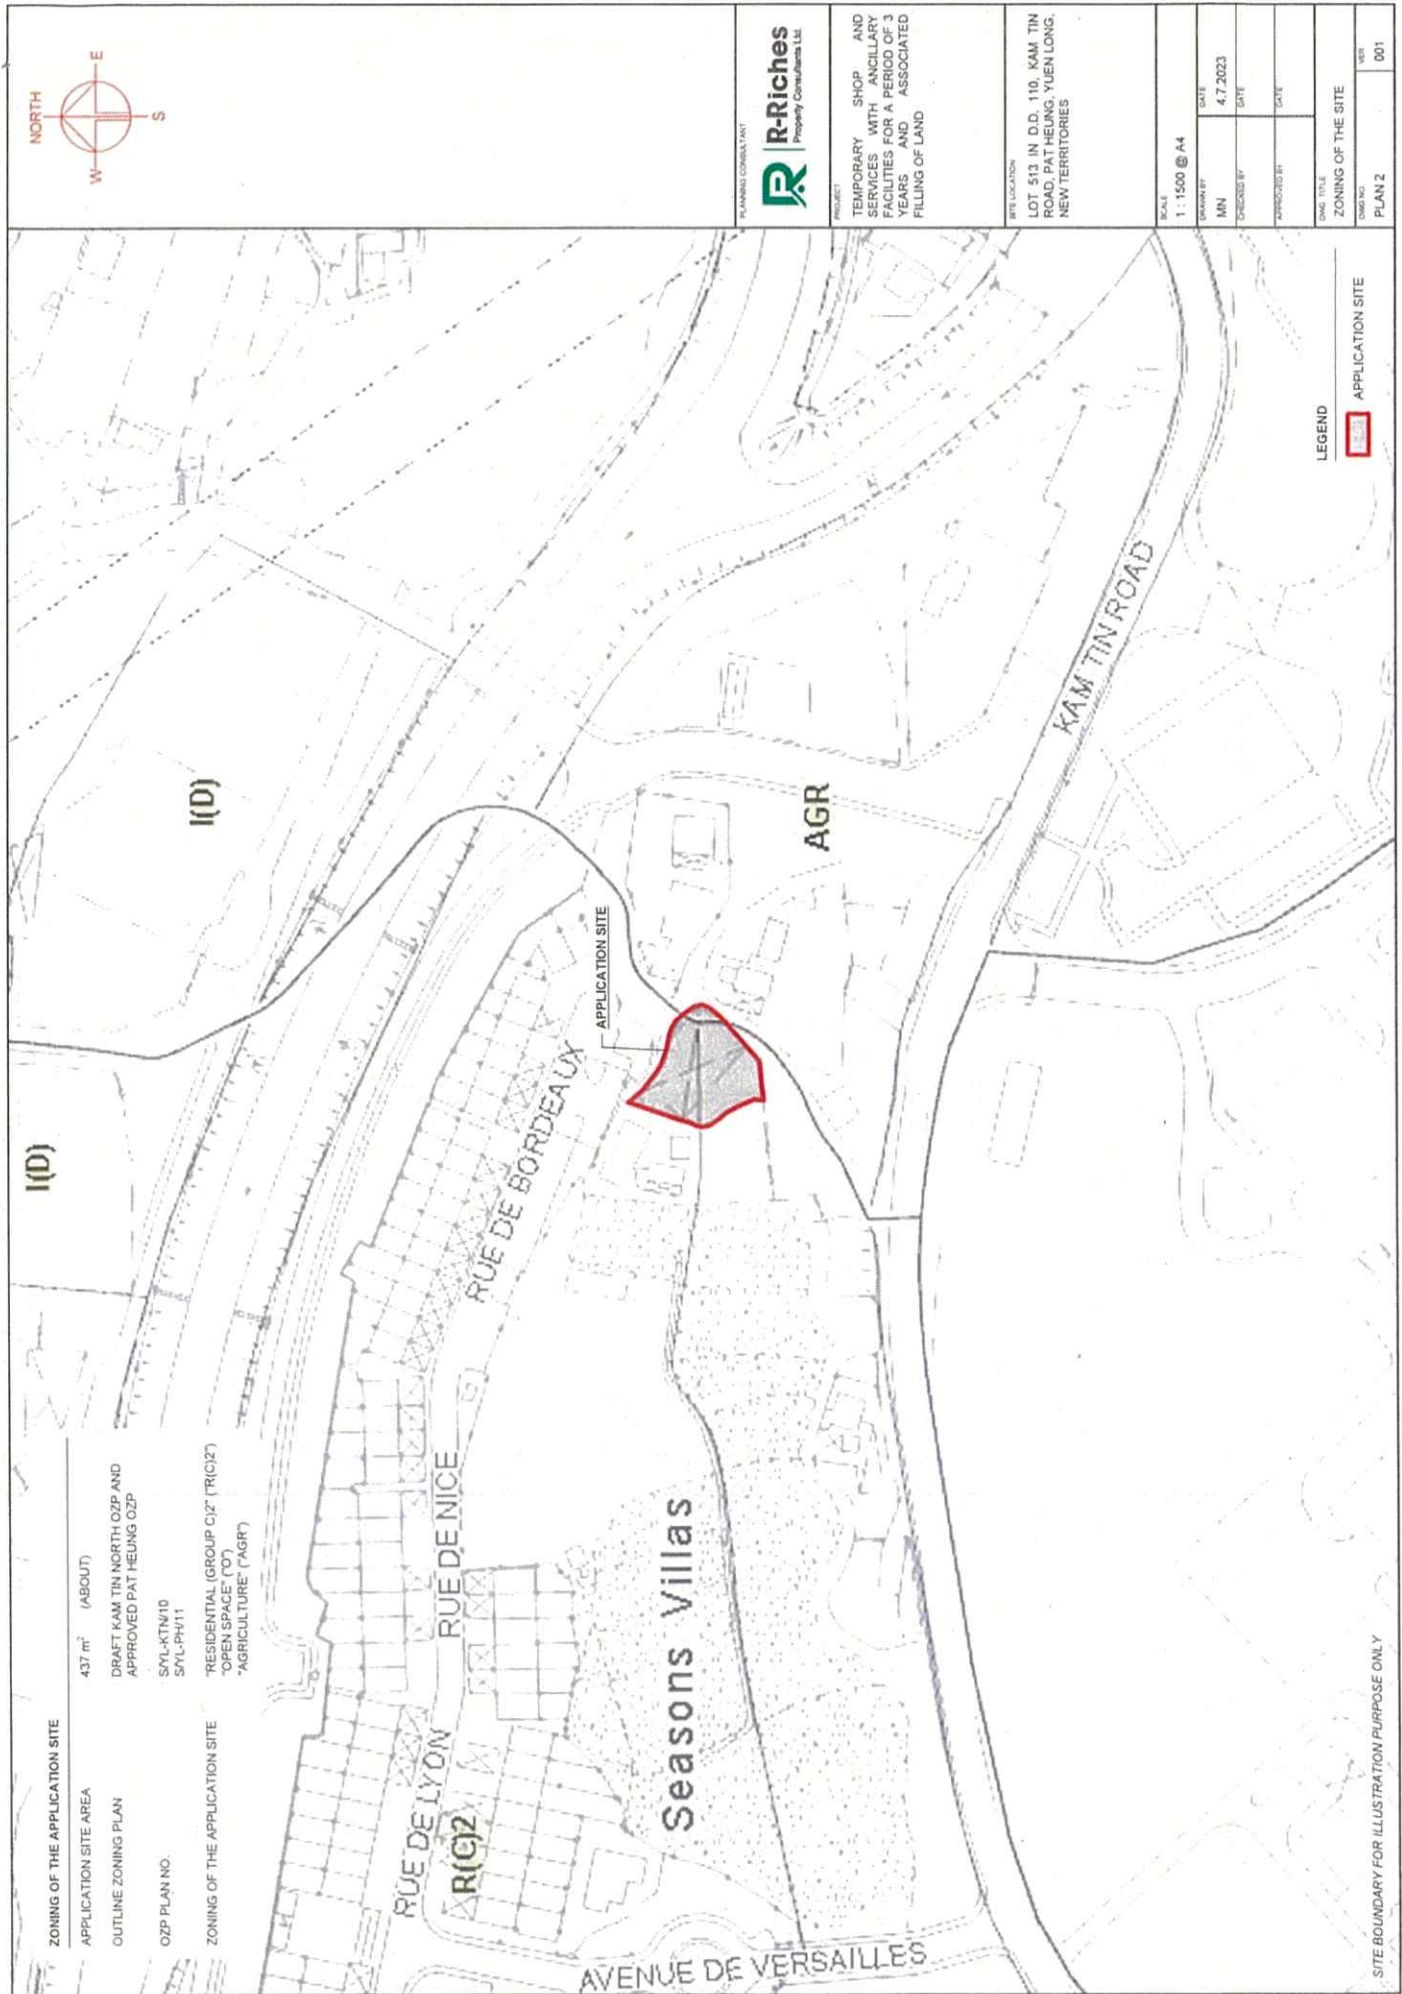 ZONING OF THE APPLICATION SITE
APPLICATION SITE AREA 437 m² (ABOUT)
OUTLINE ZONING PLAN DRAFT KAM TIN NORTH OZP AND
APPROVED PAT HEUNG OZP
OZP PLAN NO. S/YL-KTN/10
S/YL-PH/11
ZONING OF THE APPLICATION SITE "RESIDENTIAL (GROUP C)2" ("R(C)2")
"OPEN SPACE" ("O")
"AGRICULTURE" ("AGR")
I(D)
I(D)
RUE DE LYON
R(C)2
RUE DE NICE
RUE DE BORDEAUX
APPLICATION SITE
Seasons Villas
AGR
AVENUE DE VERSAILLES
KAM TIN ROAD
SITE BOUNDARY FOR ILLUSTRATION PURPOSE ONLY
LEGEND
APPLICATION SITE
NORTH
W
E
S
PLANNING CONSULTANT
R-Riches
Property Consultants Ltd.
PROJECT
TEMPORARY SHOP AND
SERVICES WITH ANCILLARY
FACILITIES FOR A PERIOD OF 3
YEARS AND ASSOCIATED
FILLING OF LAND
SITE LOCATION
LOT 513 IN D.D. 110, KAM TIN
ROAD, PAT HEUNG, YUEN LONG,
NEW TERRITORIES
SCALE
1 : 1500 @ A4
DRAWN BY DATE
MN 4.7.2023
CHECKED BY DATE
APPROVED BY DATE
DWG. TITLE
ZONING OF THE SITE
DWG NO. VER.
PLAN 2 001